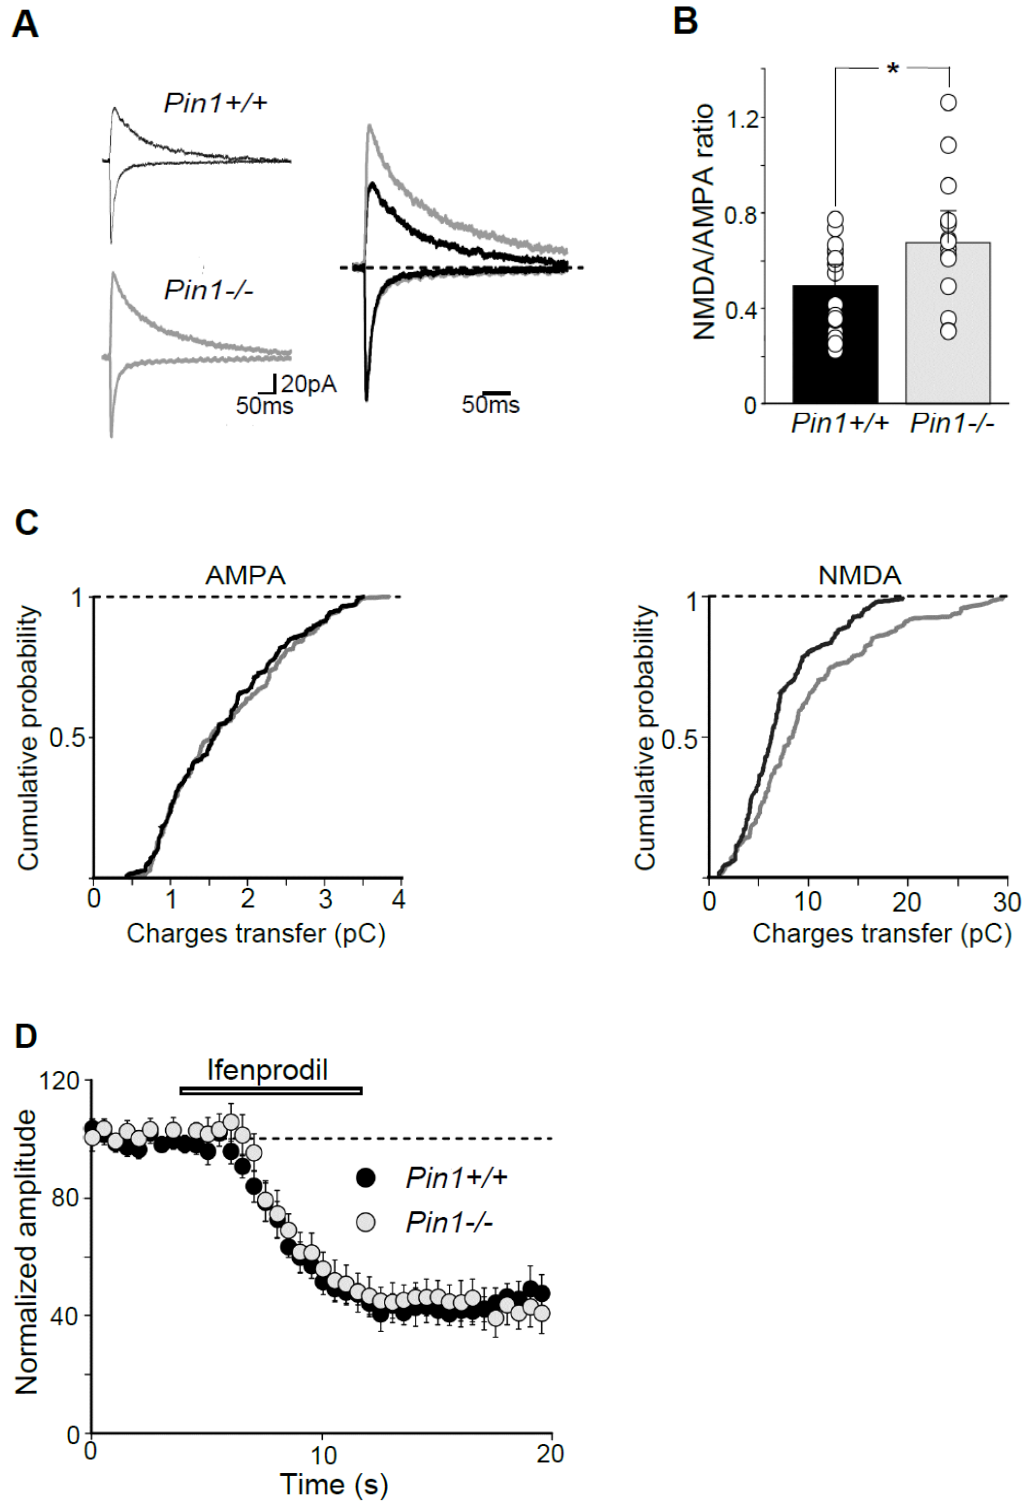 A
B
Pin1+/+
Pin1-/-
20pA
50ms
50ms
NMDA/AMPA ratio
1.2
0.8
0.4
0
*
Pin1+/+ Pin1-/-
C
AMPA
Cumulative probability
1
0.5
0 1 2 3 4
Charges transfer (pC)
NMDA
Cumulative probability
1
0.5
0 10 20 30
Charges transfer (pC)
D
Ifenprodil
Normalized amplitude
120
80
40
0
Pin1+/+
Pin1-/-
0 10 20
Time (s)